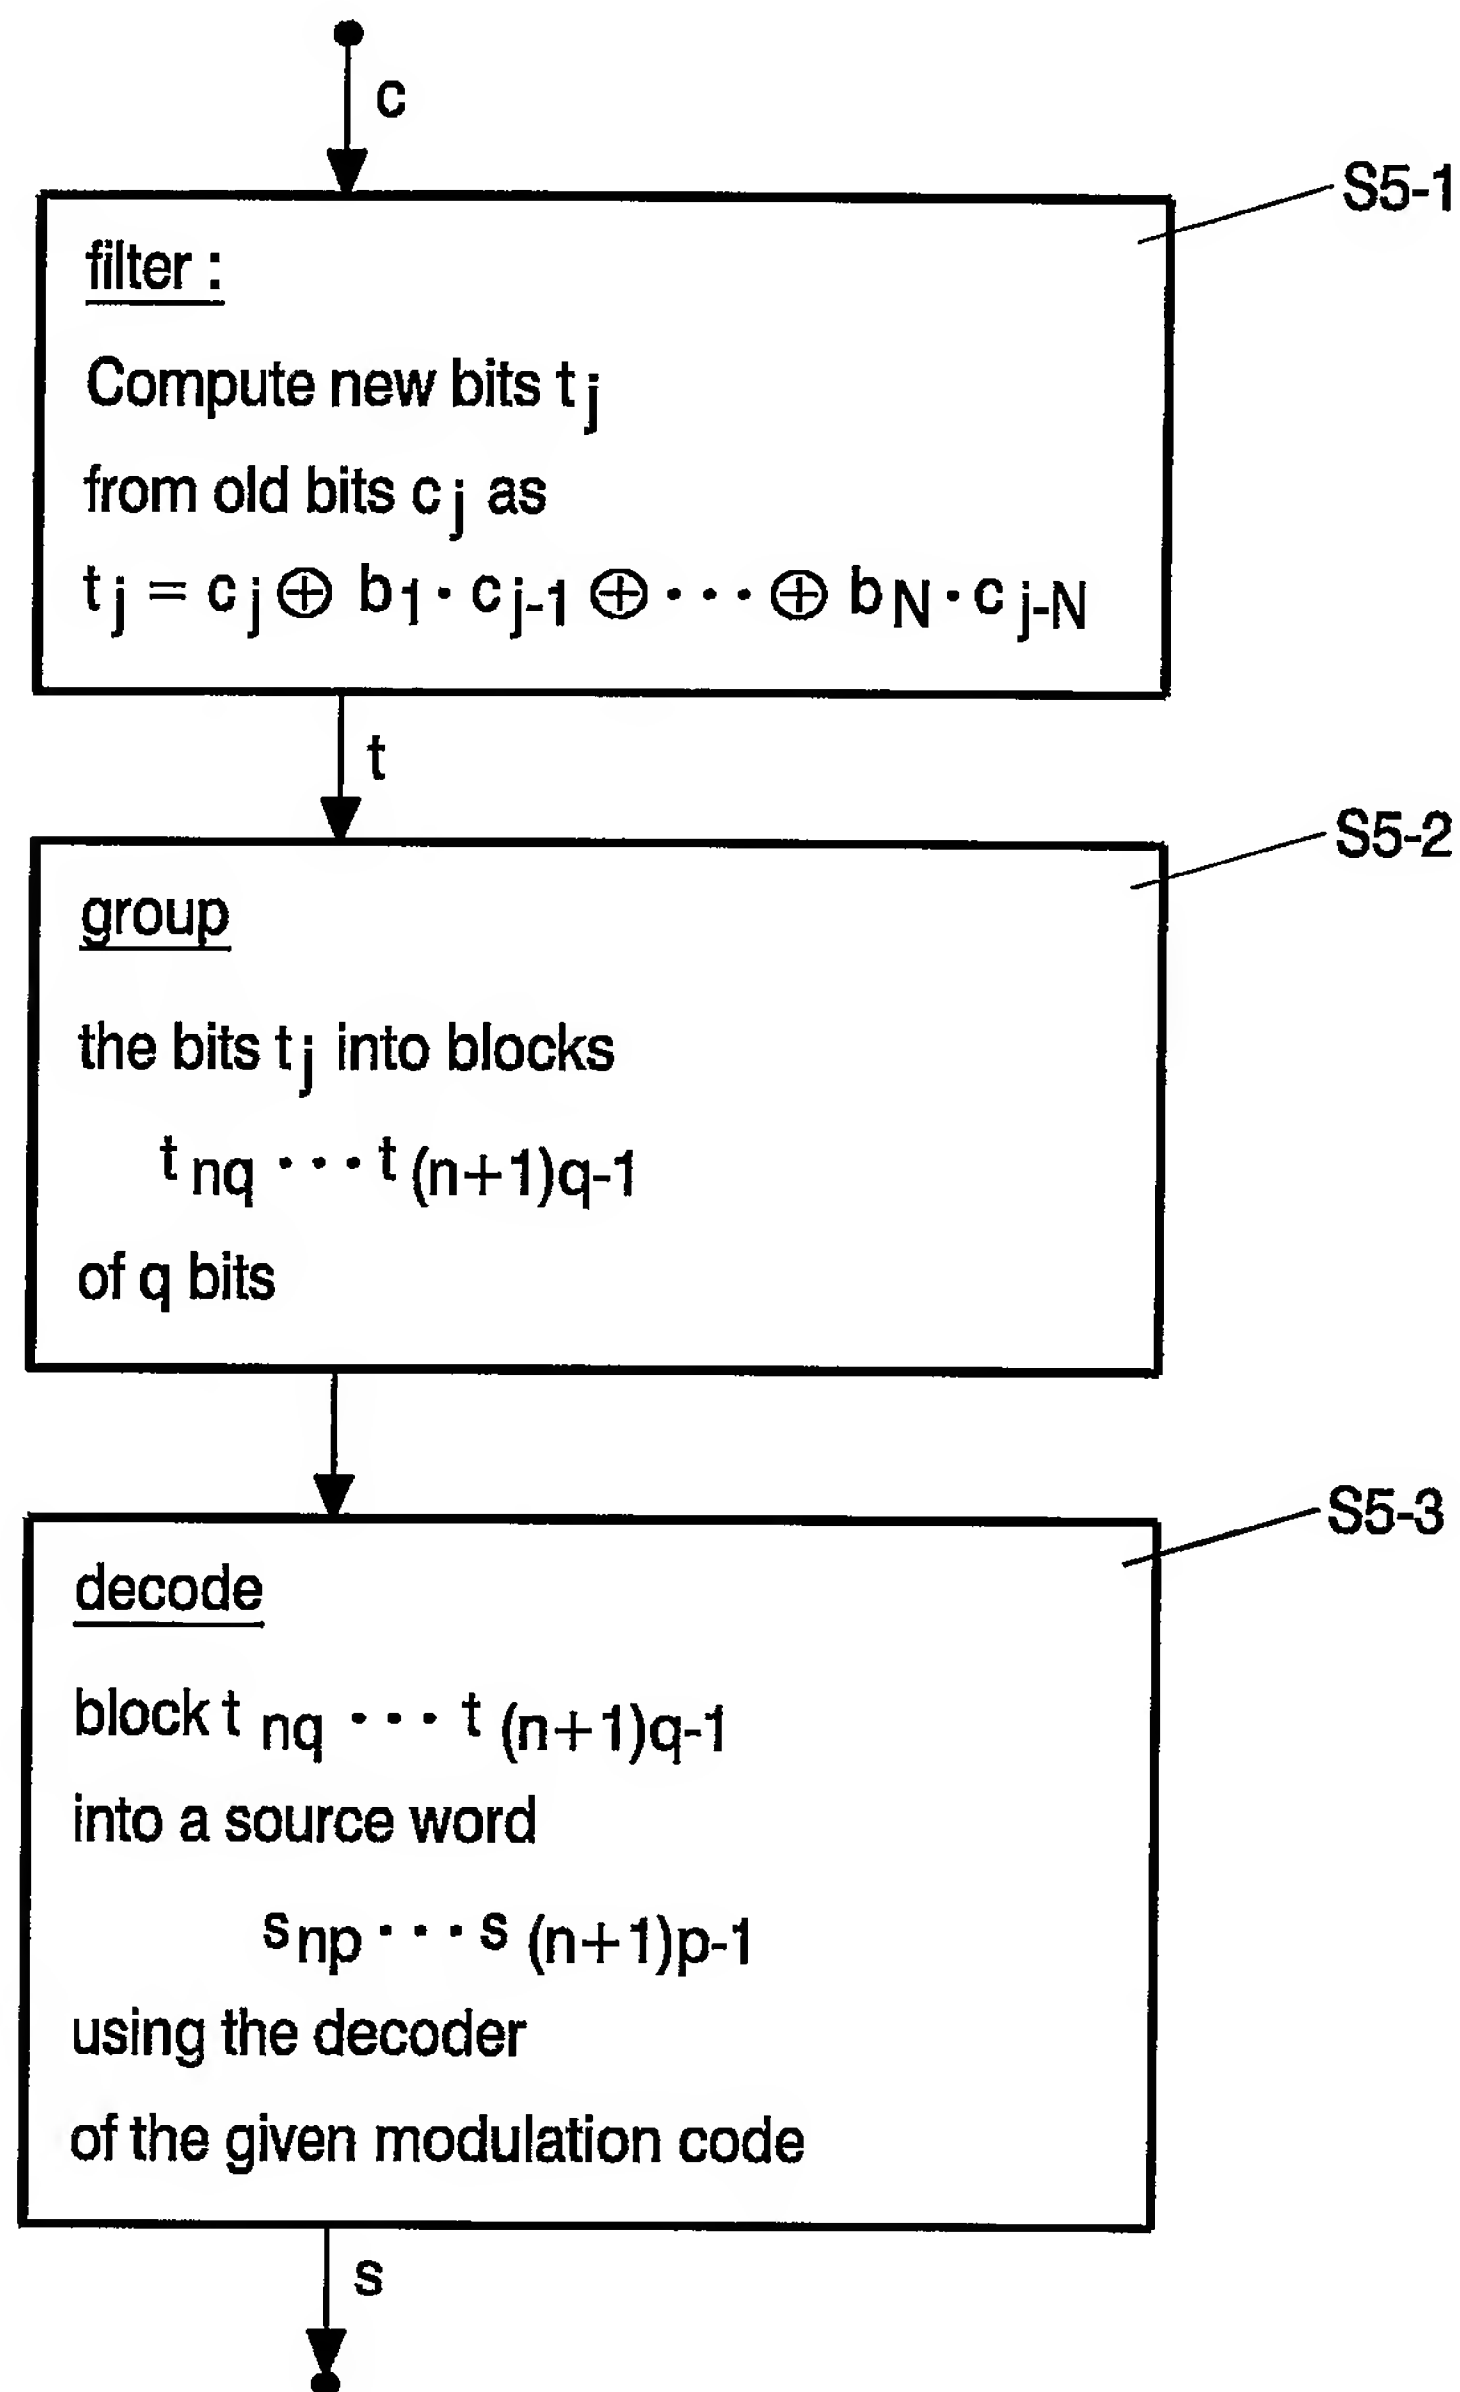 c
S5-1
filter :
Compute new bits t j
from old bits c j as
t j = c j ⊕ b 1 · c j-1 ⊕ · · · ⊕ b N · c j-N
t
S5-2
group
the bits t j into blocks
t nq · · · t (n+1)q-1
of q bits
S5-3
decode
block t nq · · · t (n+1)q-1
into a source word
s np · · · s (n+1)p-1
using the decoder
of the given modulation code
s